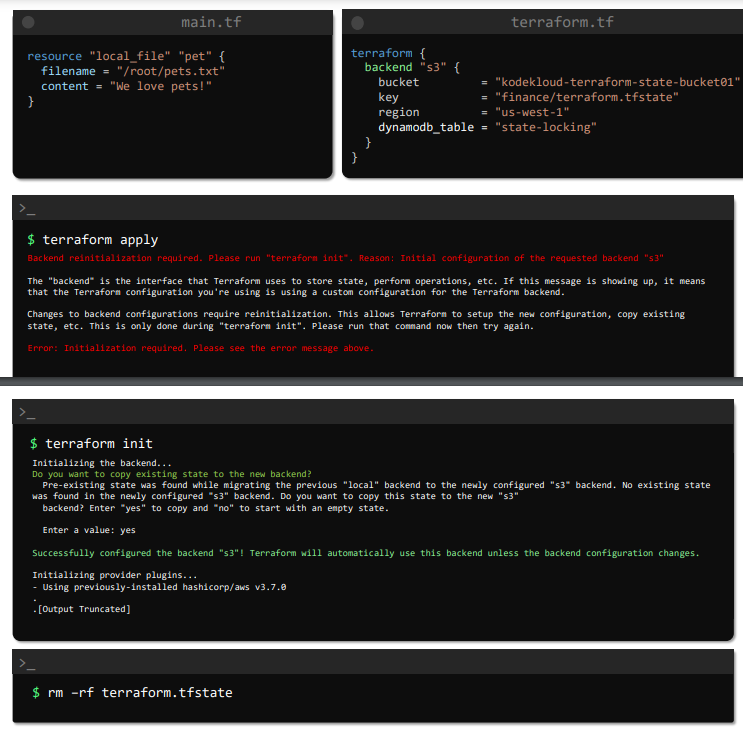 main.tf
resource "local_file" "pet" {
filename = "/root/pets.txt"
content = "We love pets!"
}
terraform.tf
terraform {
backend "s3" {
bucket = "kodekloud-terraform-state-bucket01"
key = "finance/terraform.tfstate"
region = "us-west-1"
dynamodb_table = "state-locking"
}
}
>_
$ terraform apply
Backend reinitialization required. Please run "terraform init". Reason: Initial configuration of the requested backend "s3"
The "backend" is the interface that Terraform uses to store state, perform operations, etc. If this message is showing up, it means
that the Terraform configuration you're using is using a custom configuration for the Terraform backend.
Changes to backend configurations require reinitialization. This allows Terraform to setup the new configuration, copy existing
state, etc. This is only done during "terraform init". Please run that command now then try again.
Error: Initialization required. Please see the error message above.
>_
$ terraform init
Initializing the backend...
Do you want to copy existing state to the new backend?
Pre-existing state was found while migrating the previous "local" backend to the newly configured "s3" backend. No existing state
was found in the newly configured "s3" backend. Do you want to copy this state to the new "s3"
backend? Enter "yes" to copy and "no" to start with an empty state.
Enter a value: yes
Successfully configured the backend "s3"! Terraform will automatically use this backend unless the backend configuration changes.
Initializing provider plugins...
- Using previously-installed hashicorp/aws v3.7.0
.
.[Output Truncated]
>_
$ rm –rf terraform.tfstate